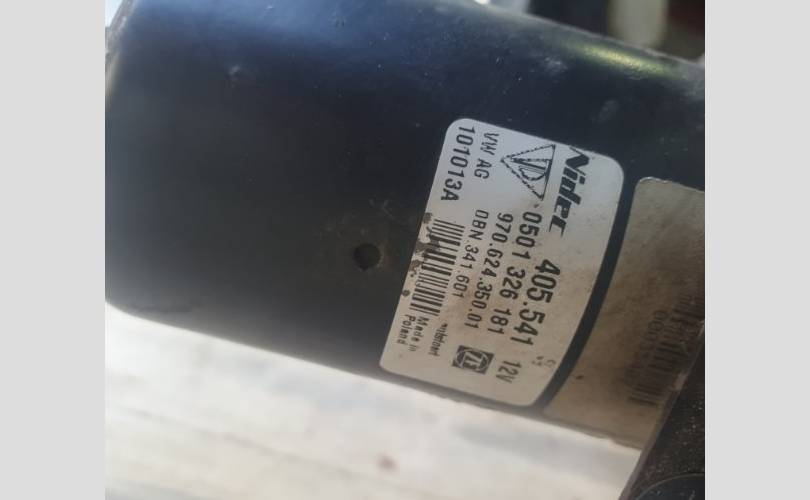 Nidec 405.541 12V
0501 326 181
970.624.350.01
VW AG 0BN.341.601
101013A
Made in
Poland